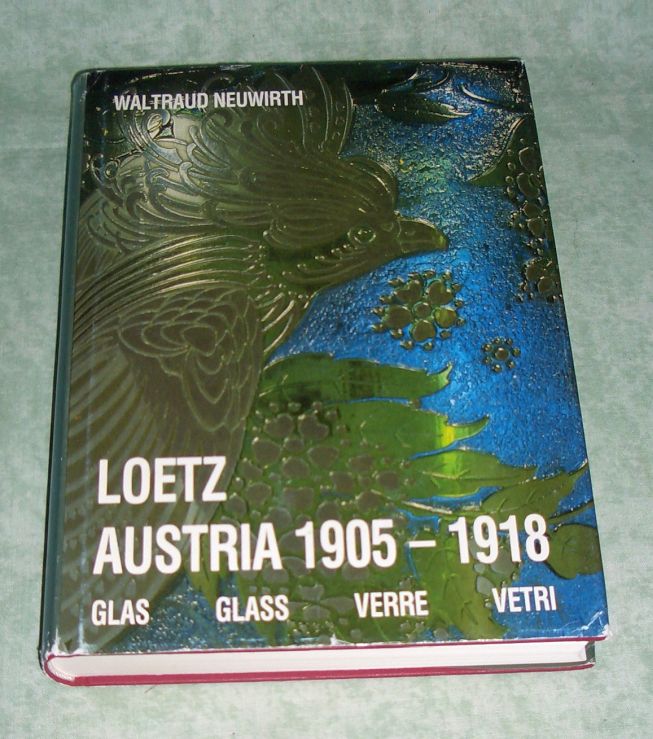 WALTRAUD NEUWIRTH
LOETZ
AUSTRIA 1905 – 1918
GLAS GLASS VERRE VETRI